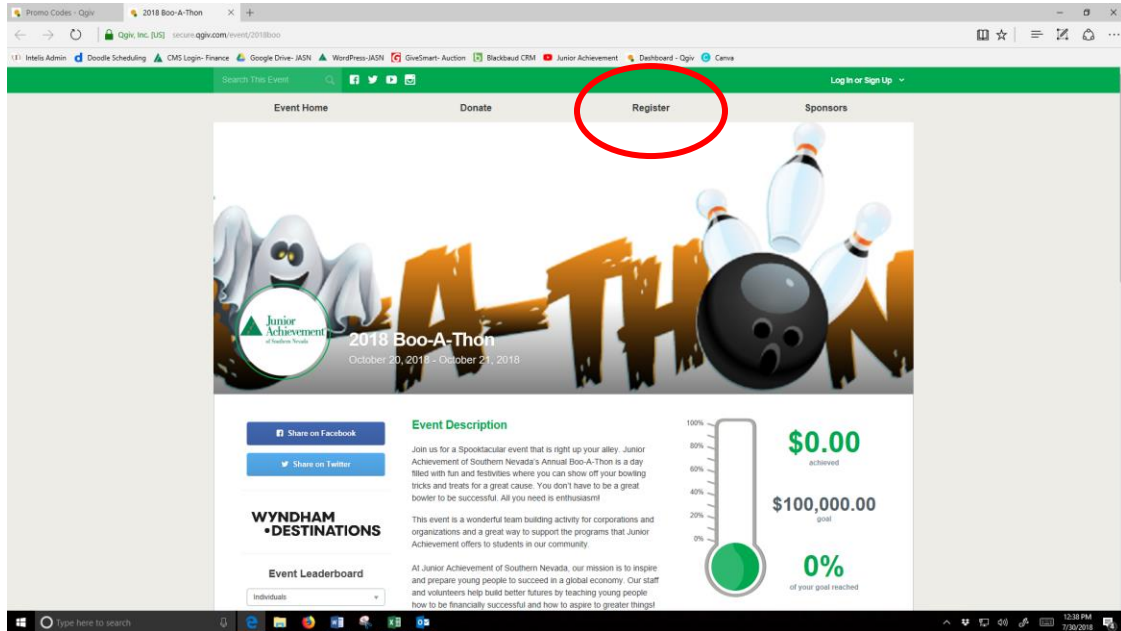 Promo Codes - Qgiv
2018 Boo-A-Thon
Qgiv, Inc. [US] secure.qgiv.com/event/2018boo
Intelis Admin Doodle Scheduling CMS Login- Finance Google Drive- JASN WordPress-JASN GiveSmart- Auction Blackbaud CRM Junior Achievement Dashboard - Qgiv Canva
Search This Event
Log In or Sign Up
Event Home Donate Register Sponsors
A-THON
Junior
Achievement
of Southern Nevada
2018 Boo-A-Thon
October 20, 2018 - October 21, 2018
Share on Facebook
Share on Twitter
WYNDHAM
•DESTINATIONS
Event Leaderboard
Individuals
Event Description
Join us for a Spooktacular event that is right up your alley. Junior
Achievement of Southern Nevada's Annual Boo-A-Thon is a day
filled with fun and festivities where you can show off your bowling
tricks and treats for a great cause. You don't have to be a great
bowler to be successful. All you need is enthusiasm!
This event is a wonderful team building activity for corporations and
organizations and a great way to support the programs that Junior
Achievement offers to students in our community.
At Junior Achievement of Southern Nevada, our mission is to inspire
and prepare young people to succeed in a global economy. Our staff
and volunteers help build better futures by teaching young people
how to be financially successful and how to aspire to greater things!
100%
80%
60%
40%
20%
0%
$0.00
achieved
$100,000.00
goal
0%
of your goal reached
Type here to search
12:38 PM
7/30/2018